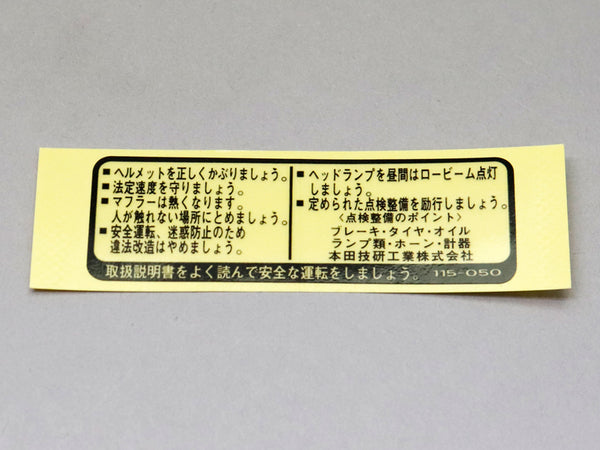 ■ヘルメットを正しくかぶりましょう。
■法定速度を守りましょう。
■マフラーは熱くなります。
人が触れない場所にとめましょう。
■安全運転、迷惑防止のため
違法改造はやめましょう。
■ヘッドランプを昼間はロービーム点灯
しましょう。
■定められた点検整備を励行しましょう。
〈点検整備のポイント〉
ブレーキ・タイヤ・オイル
ランプ類・ホーン・計器
本田技研工業株式会社
取扱説明書をよく読んで安全な運転をしましょう。 115-050